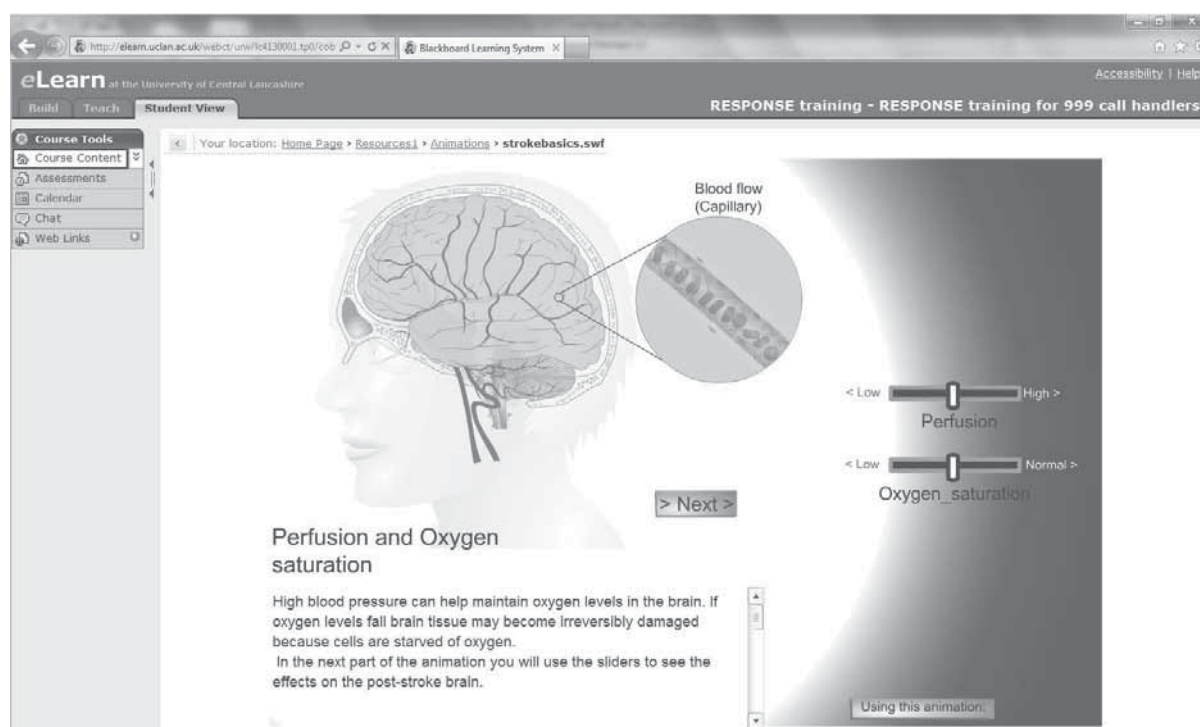 http://elearn.uclan.ac.uk/webct/urw/lc4130001.tp0/cob
Blackboard Learning System
eLearn at the University of Central Lancashire
Accessibility | Help
Build Teach Student View
RESPONSE training - RESPONSE training for 999 call handlers
Course Tools
Course Content
Assessments
Calendar
Chat
Web Links
Your location: Home Page > Resources1 > Animations > strokebasics.swf
Blood flow
(Capillary)
< Low High >
Perfusion
< Low Normal >
Oxygen_saturation
> Next >
Perfusion and Oxygen
saturation
High blood pressure can help maintain oxygen levels in the brain. If
oxygen levels fall brain tissue may become irreversibly damaged
because cells are starved of oxygen.
In the next part of the animation you will use the sliders to see the
effects on the post-stroke brain.
Using this animation: